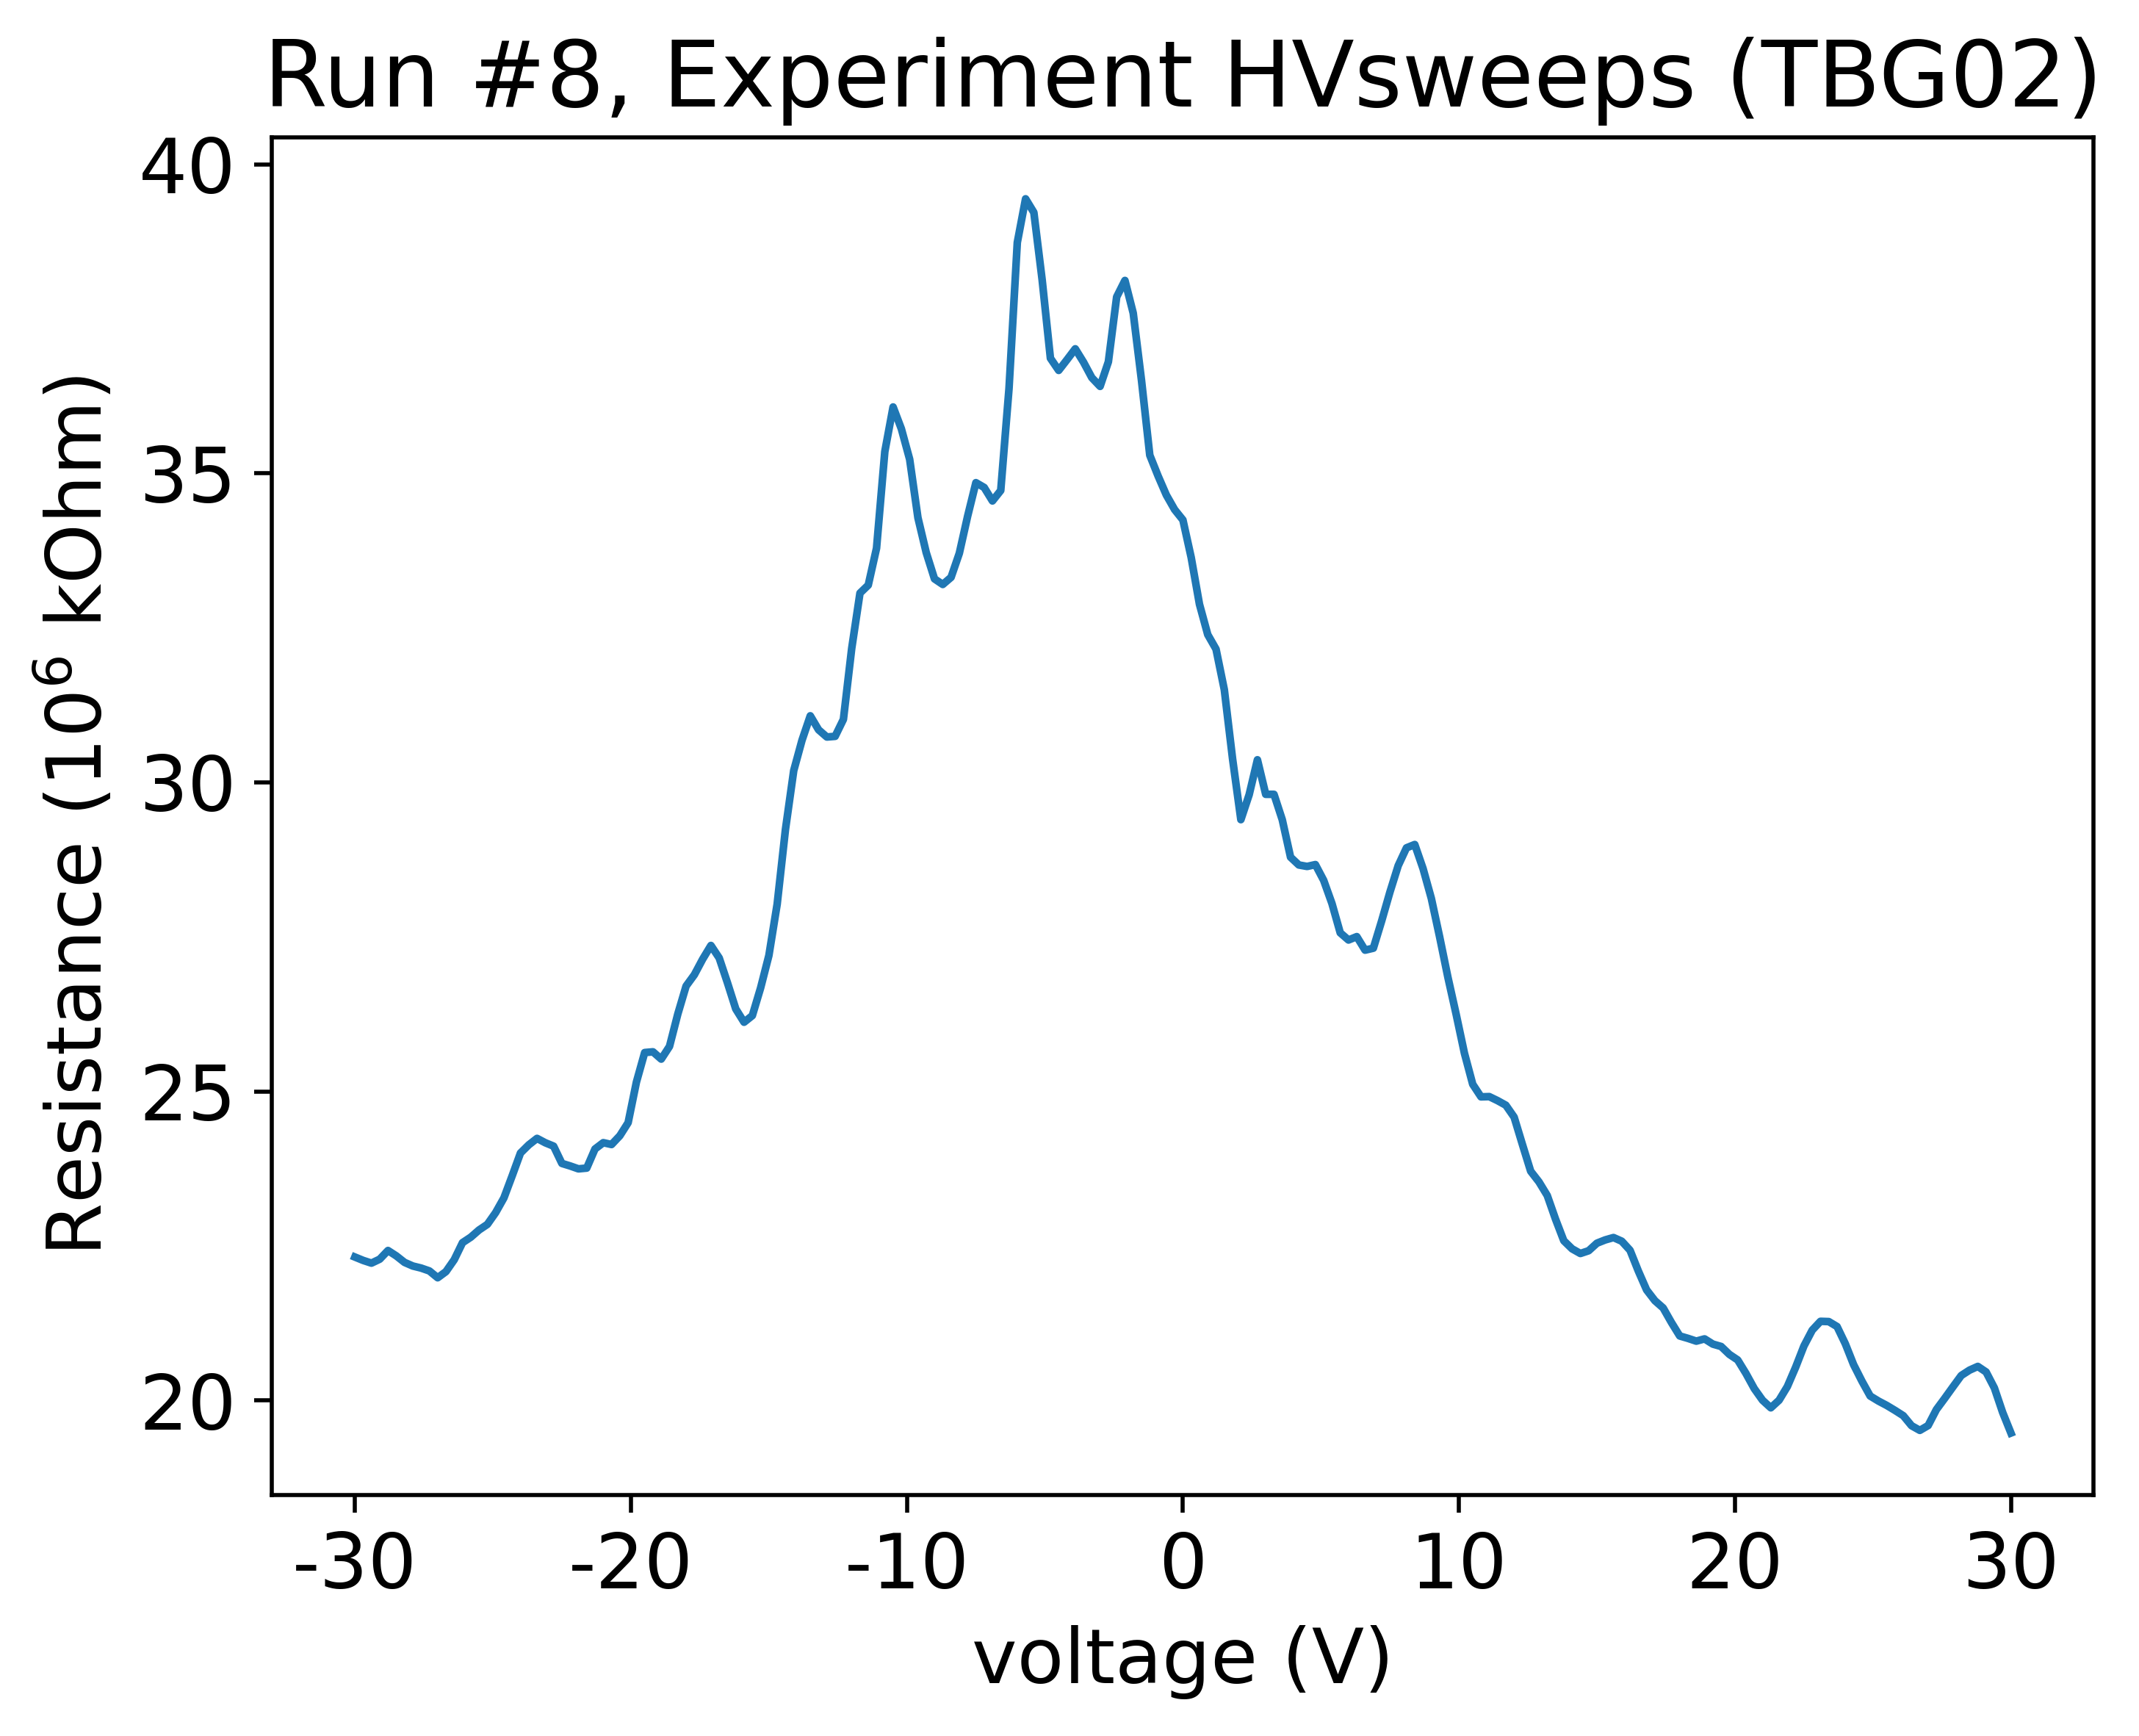 Run #8, Experiment HVsweeps (TBG02)
Resistance (10⁶ kOhm)
40
35
30
25
20
-30 -20 -10 0 10 20 30
voltage (V)